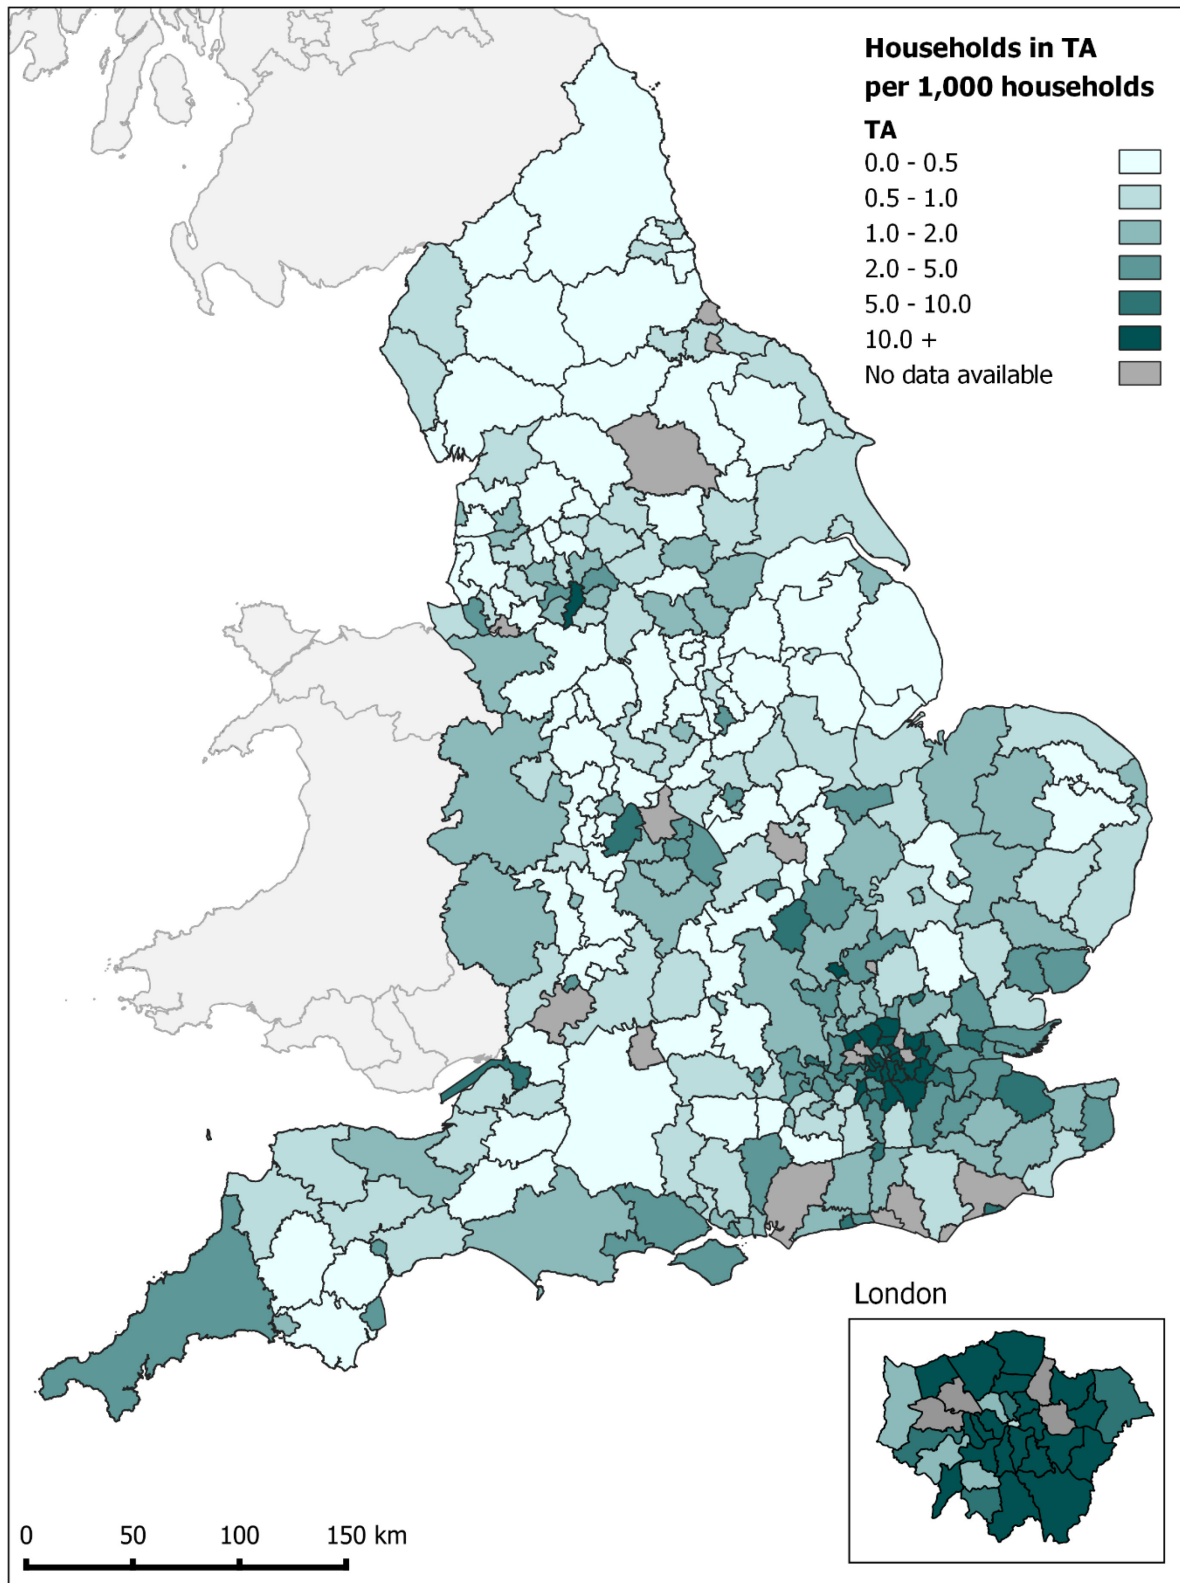 Households in TA
per 1,000 households
TA
0.0 - 0.5
0.5 - 1.0
1.0 - 2.0
2.0 - 5.0
5.0 - 10.0
10.0 +
No data available
London
0 50 100 150 km